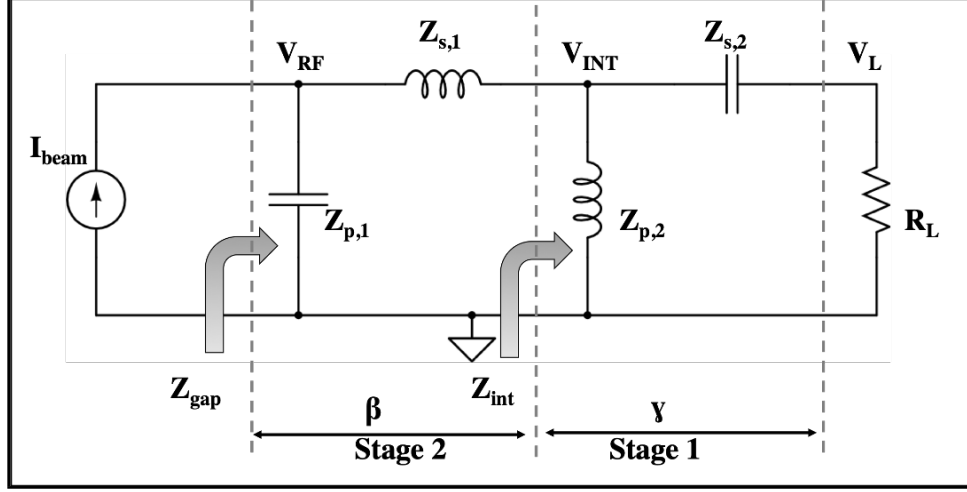 Z_s,1
Z_s,2
V_RF
V_INT
V_L
I_beam
Z_p,1
Z_p,2
R_L
Z_gap
Z_int
β
ɣ
Stage 2
Stage 1